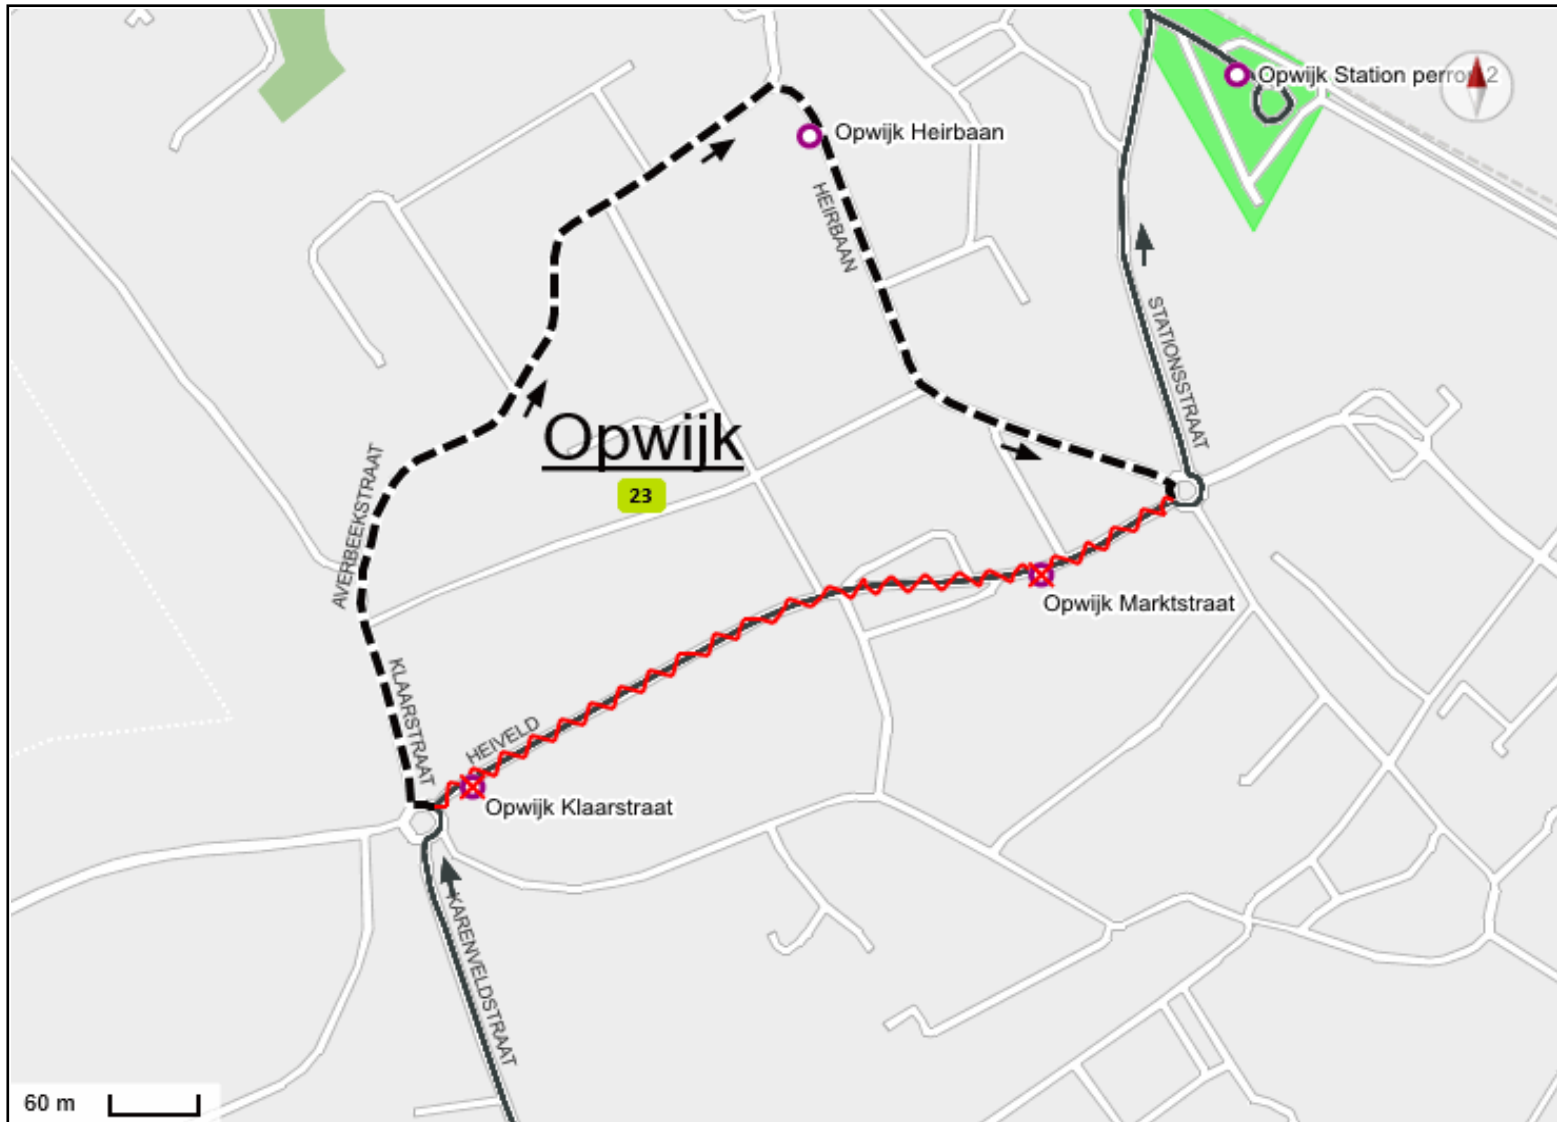 Opwijk Station perron 2
Opwijk Heirbaan
HEIRBAAN
STATIONSSTRAAT
Opwijk
23
AVERBEEKSTRAAT
Opwijk Marktstraat
KLAARSTRAAT
HEIVELD
Opwijk Klaarstraat
KARENVELDSTRAAT
60 m